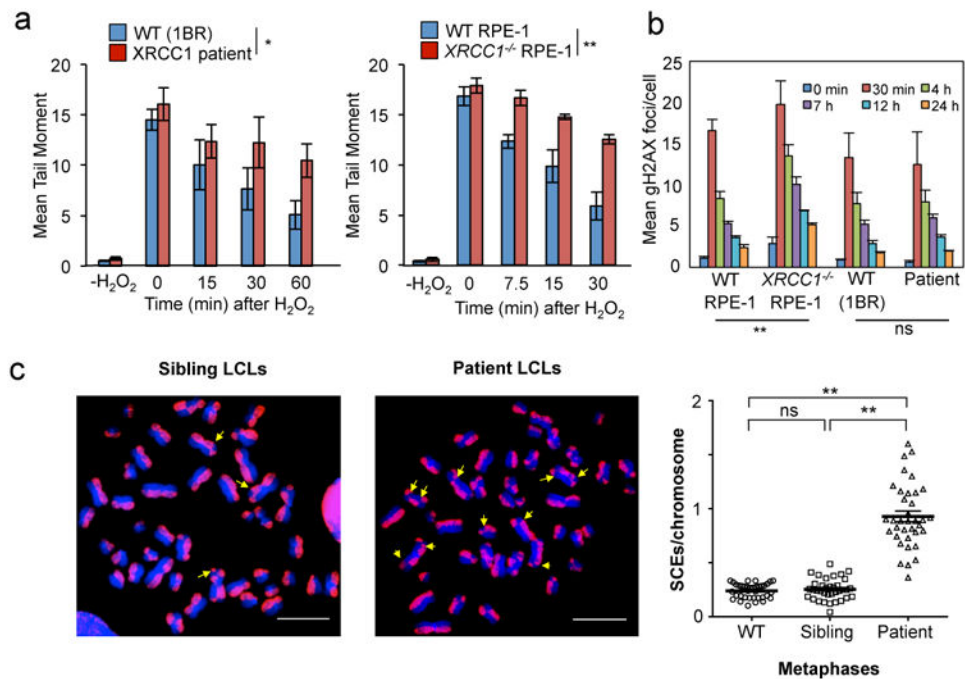 a
WT (1BR)
XRCC1 patient
*
Mean Tail Moment
20
15
10
5
0
-H₂O₂
0 15 30 60
Time (min) after H₂O₂
WT RPE-1
XRCC1⁻/⁻ RPE-1
**
Mean Tail Moment
20
15
10
5
0
-H₂O₂
0 7.5 15 30
Time (min) after H₂O₂
b
Mean gH2AX foci/cell
25
20
15
10
5
0
0 min 30 min 4 h
7 h 12 h 24 h
WT XRCC1⁻/⁻ WT Patient
RPE-1 RPE-1 (1BR)
** ns
c
Sibling LCLs
Patient LCLs
SCEs/chromosome
2
1
0
**
ns **
WT Sibling Patient
Metaphases